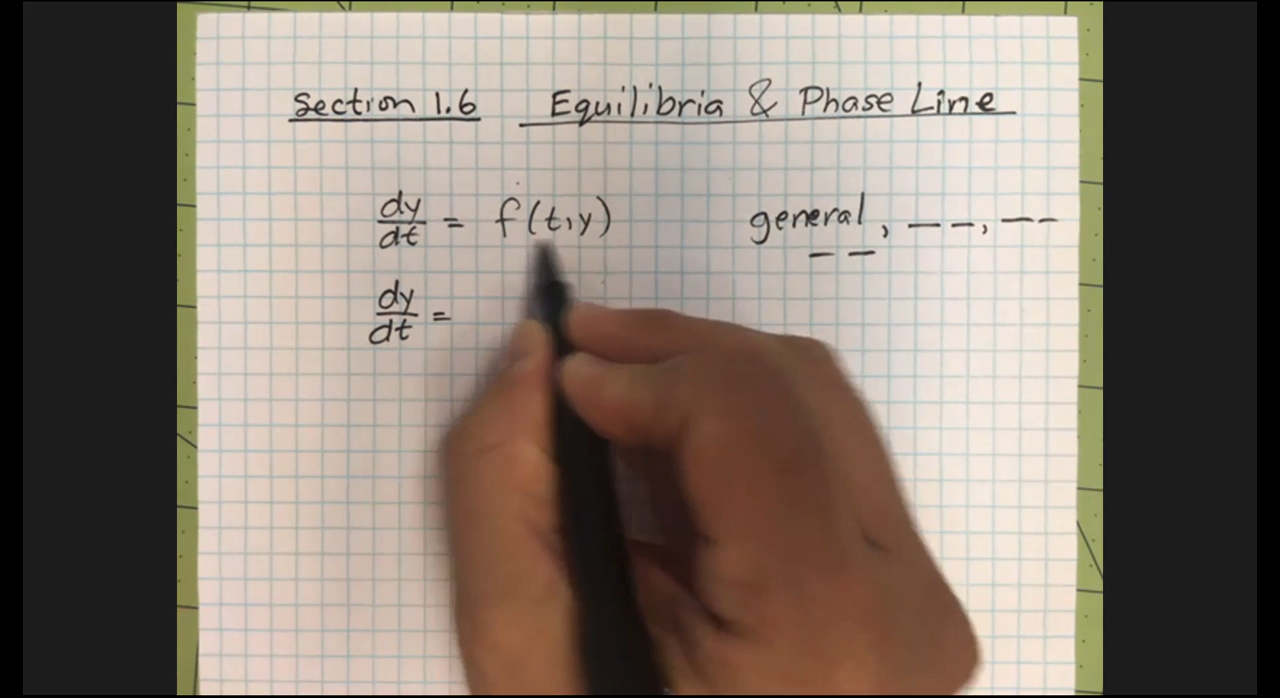 Section 1.6 Equilibria & Phase Line
dy/dt = f(t,y) general, _ _, _ _
_ _
dy/dt =